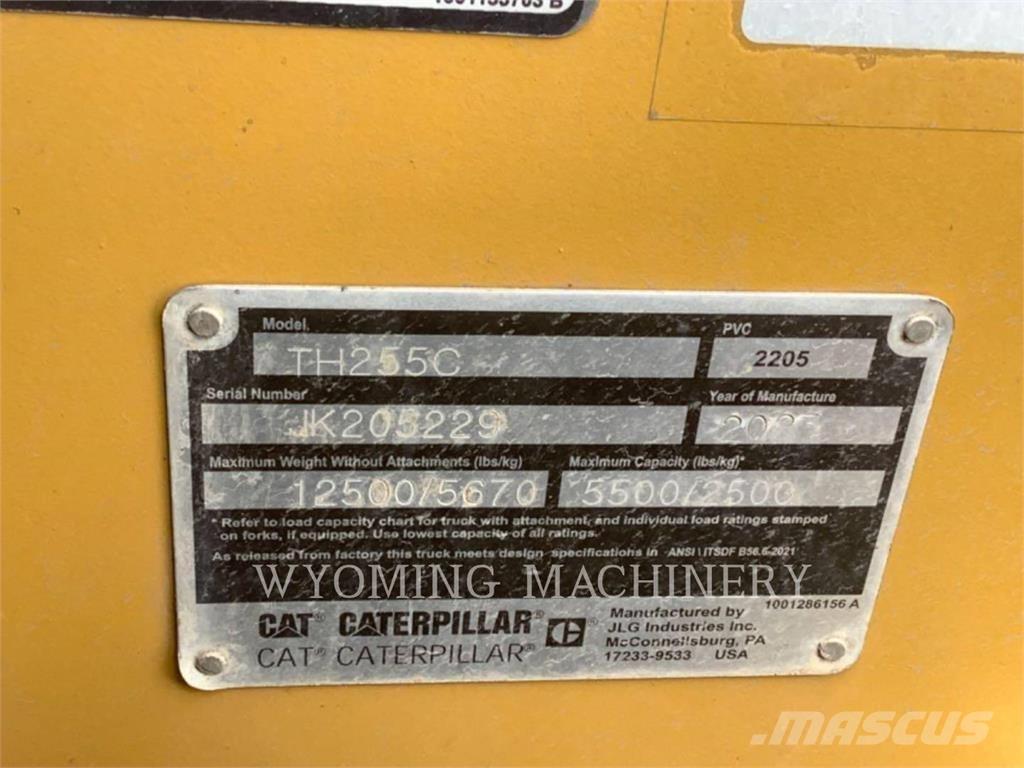 Model
PVC
TH255C
2205
Serial Number
Year of Manufacture
JK205229
Maximum Weight Without Attachments (lbs/kg)
Maximum Capacity (lbs/kg)*
12500/5670
5500/2500
* Refer to load capacity chart for truck with attachment, and individual load ratings stamped
on forks, if equipped. Use lowest capacity of all ratings.
As released from factory this truck meets design specifications in ANSI \ ITSDF B56.6-2021
WYOMING MACHINERY
1001286156 A
CAT® CATERPILLAR®
CAT® CATERPILLAR®
Manufactured by
JLG Industries Inc.
McConnellsburg, PA
17233-9533 USA
MASCUS